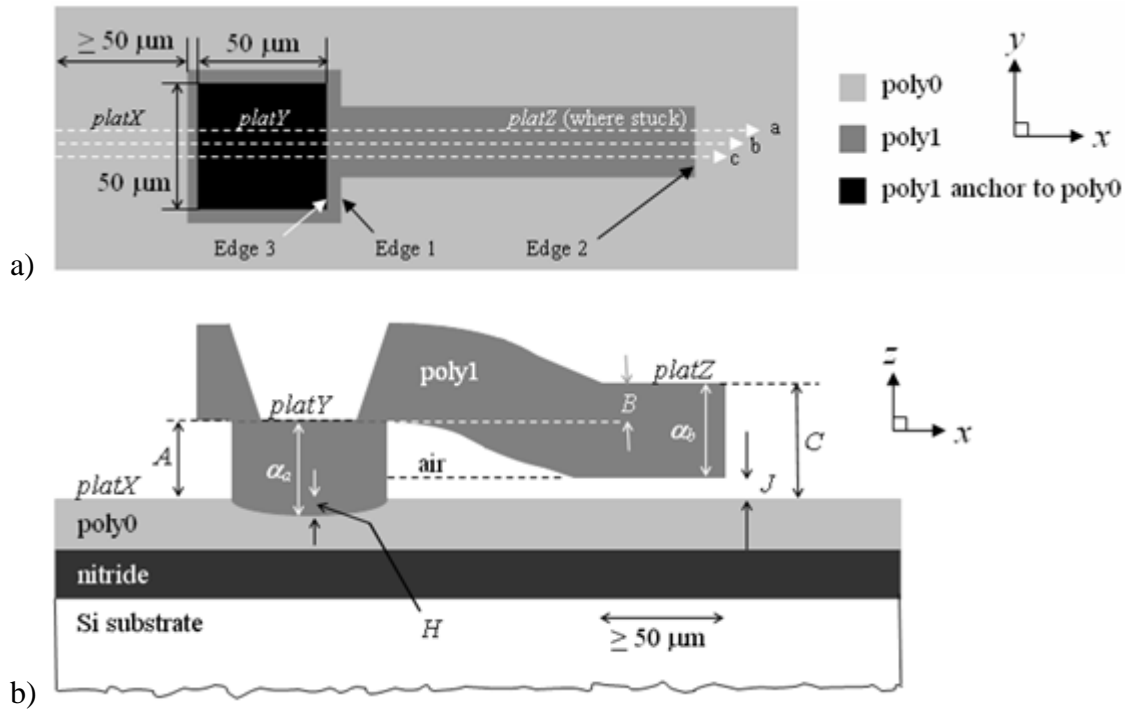 ≥ 50 μm
50 μm
platX
platY
platZ (where stuck)
a
b
c
50 μm
Edge 3
Edge 1
Edge 2
y
x
poly0
poly1
poly1 anchor to poly0
a)
poly1
platZ
platY
B
A
αa
αb
C
z
x
air
J
platX
poly0
nitride
Si substrate
H
≥ 50 μm
b)